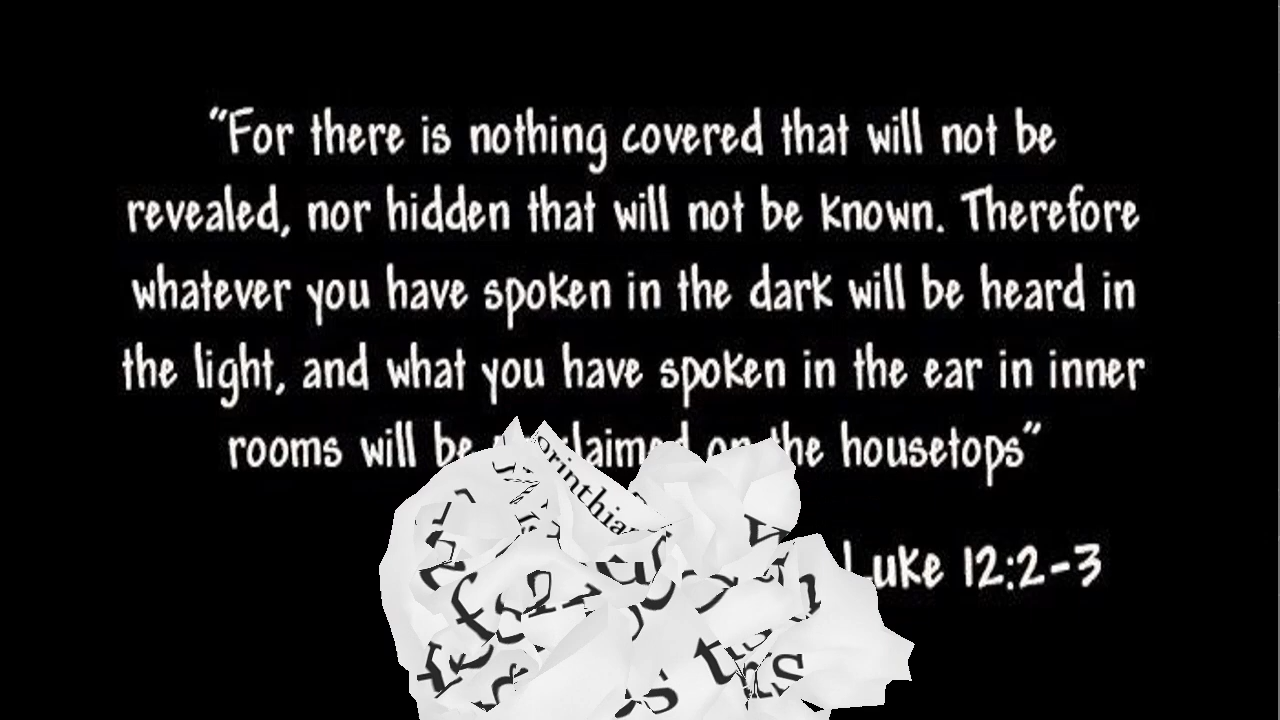 “For there is nothing covered that will not be
revealed, nor hidden that will not be known. Therefore
whatever you have spoken in the dark will be heard in
the light, and what you have spoken in the ear in inner
rooms will be the housetops”
Luke 12:2-3